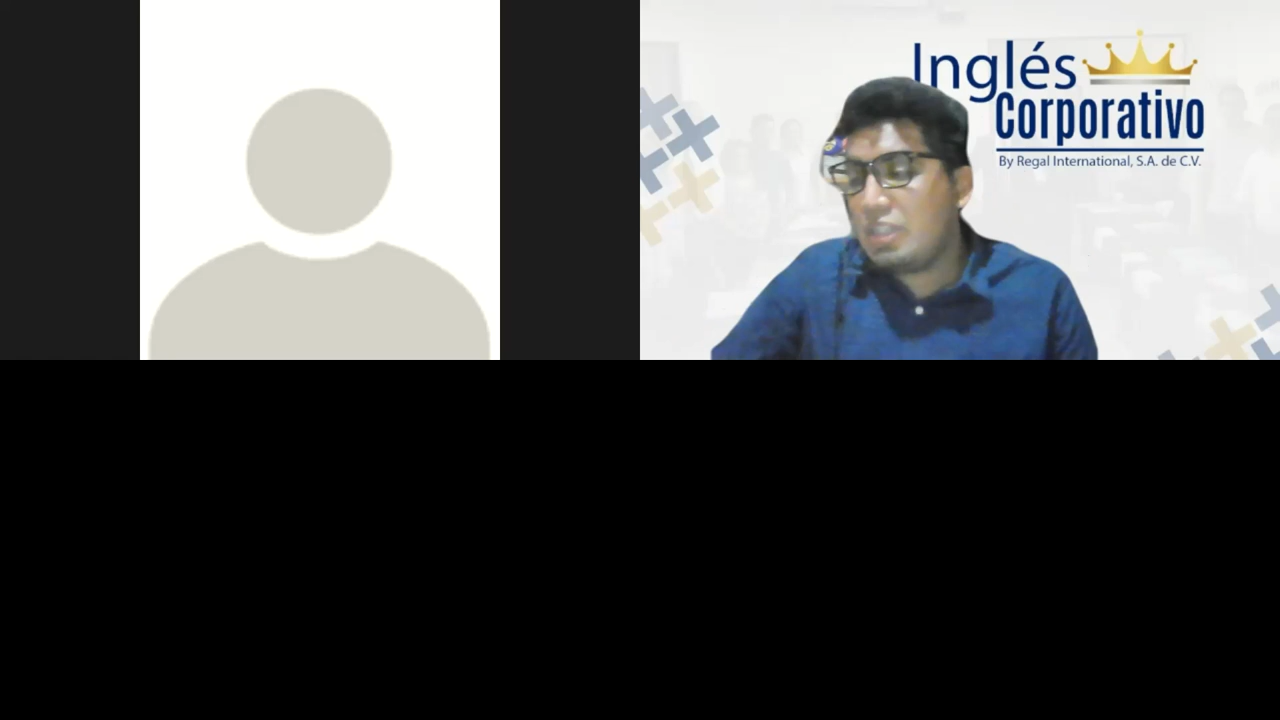 Inglés
Corporativo
By Regal International, S.A. de C.V.